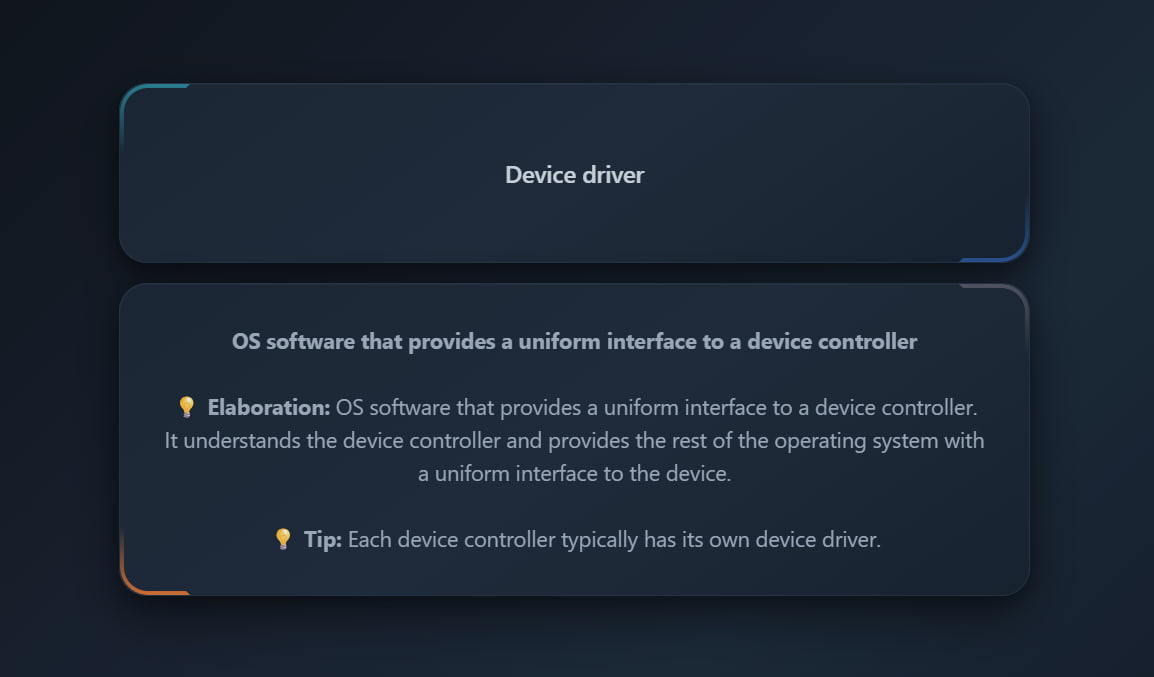 Device driver
OS software that provides a uniform interface to a device controller
💡 Elaboration: OS software that provides a uniform interface to a device controller.
It understands the device controller and provides the rest of the operating system with
a uniform interface to the device.
💡 Tip: Each device controller typically has its own device driver.